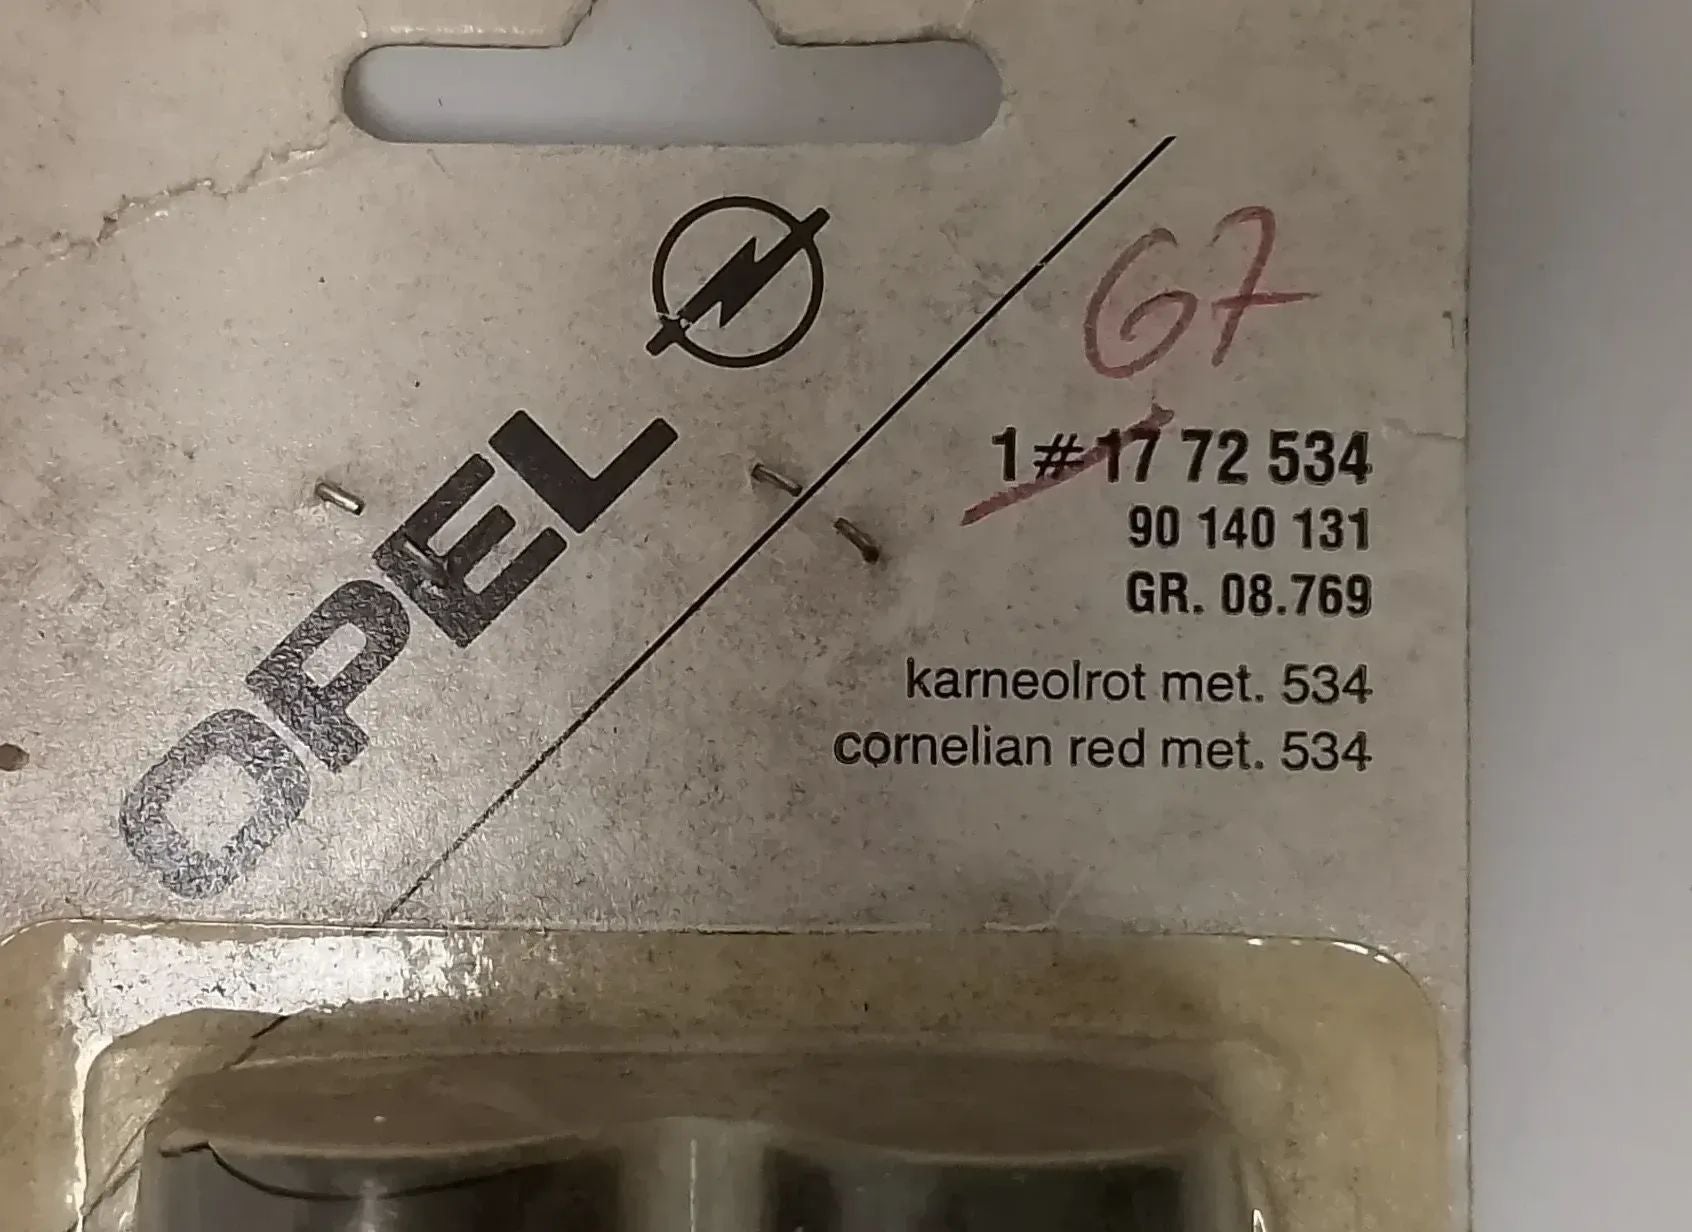 OPEL
67
1 # 17 72 534
90 140 131
GR. 08.769
karneolrot met. 534
cornelian red met. 534